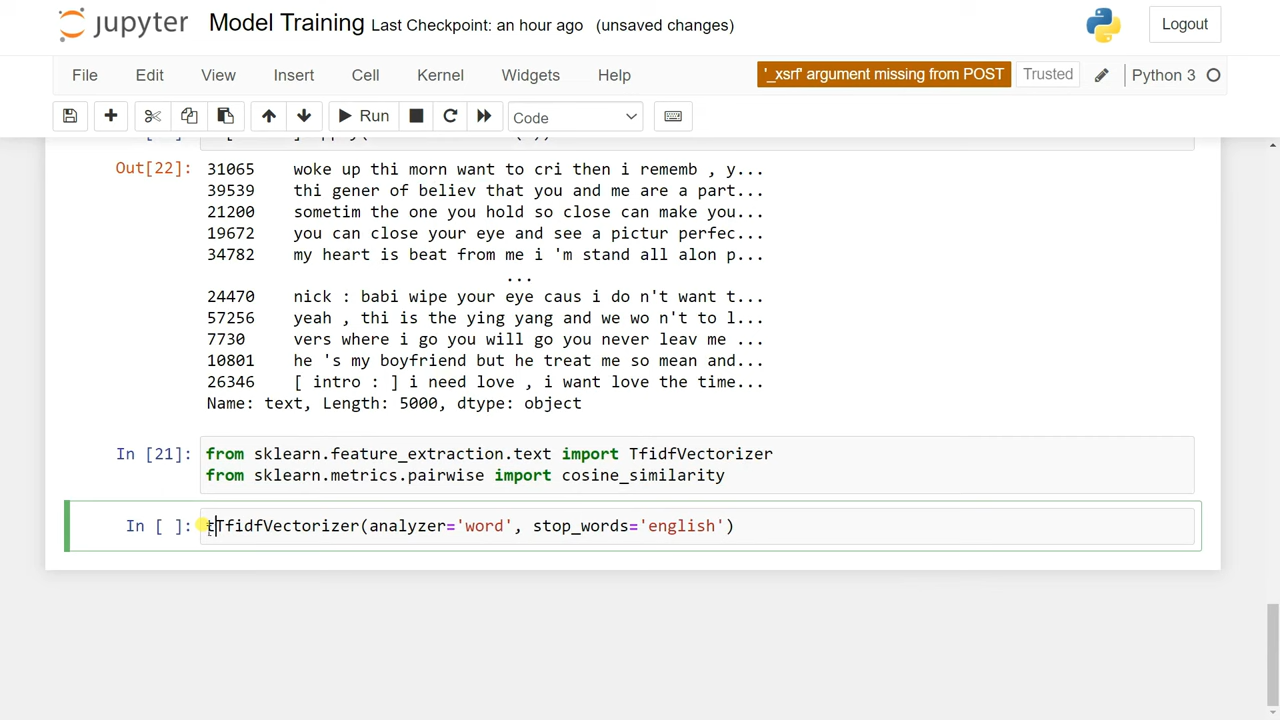 jupyter Model Training Last Checkpoint: an hour ago (unsaved changes) Logout
File Edit View Insert Cell Kernel Widgets Help '_xsrf' argument missing from POST Trusted Python 3
Run Code
Out[22]: 31065 woke up thi morn want to cri then i rememb , y...
39539 thi gener of believ that you and me are a part...
21200 sometim the one you hold so close can make you...
19672 you can close your eye and see a pictur perfec...
34782 my heart is beat from me i 'm stand all alon p...
...
24470 nick : babi wipe your eye caus i do n't want t...
57256 yeah , thi is the ying yang and we wo n't to l...
7730 vers where i go you will go you never leav me ...
10801 he 's my boyfriend but he treat me so mean and...
26346 [ intro : ] i need love , i want love the time...
Name: text, Length: 5000, dtype: object
In [21]: from sklearn.feature_extraction.text import TfidfVectorizer
from sklearn.metrics.pairwise import cosine_similarity
In [ ]: tTfidfVectorizer(analyzer='word', stop_words='english')